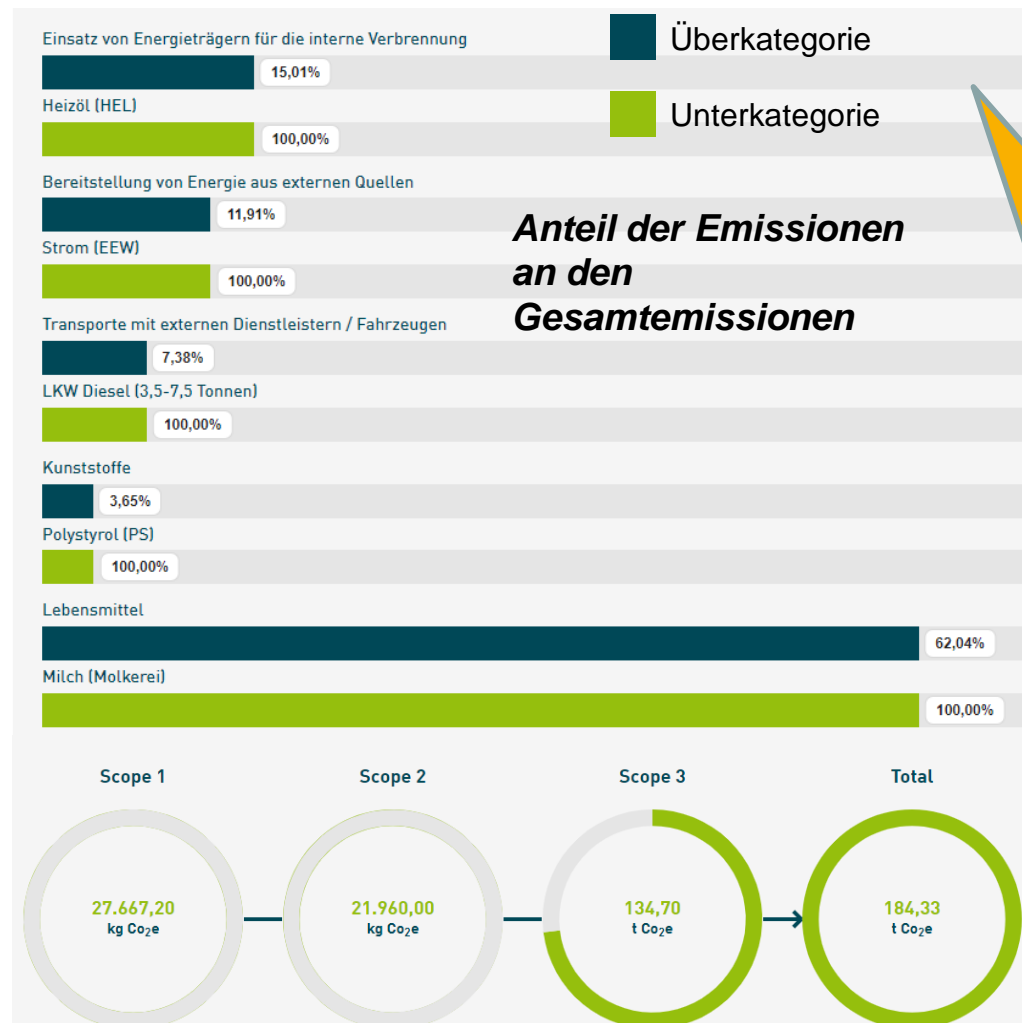 Einsatz von Energieträgern für die interne Verbrennung
15,01%
Heizöl (HEL)
100,00%
Überkategorie
Unterkategorie
Bereitstellung von Energie aus externen Quellen
11,91%
Strom (EEW)
100,00%
Anteil der Emissionen
an den
Gesamtemissionen
Transporte mit externen Dienstleistern / Fahrzeugen
7,38%
LKW Diesel (3,5-7,5 Tonnen)
100,00%
Kunststoffe
3,65%
Polystyrol (PS)
100,00%
Lebensmittel
62,04%
Milch (Molkerei)
100,00%
Scope 1
27.667,20
kg Co₂e
Scope 2
21.960,00
kg Co₂e
Scope 3
134,70
t Co₂e
Total
184,33
t Co₂e